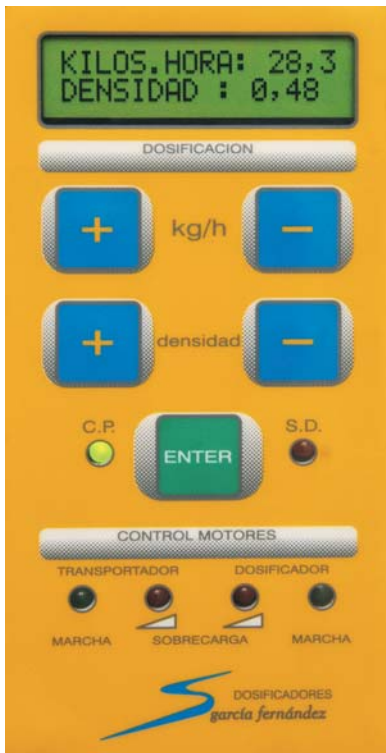 KILOS.HORA: 28,3
DENSIDAD : 0,48
DOSIFICACION
+ kg/h -
+ densidad -
C.P. S.D.
ENTER
CONTROL MOTORES
TRANSPORTADOR DOSIFICADOR
MARCHA SOBRECARGA MARCHA
DOSIFICADORES
garcía fernández